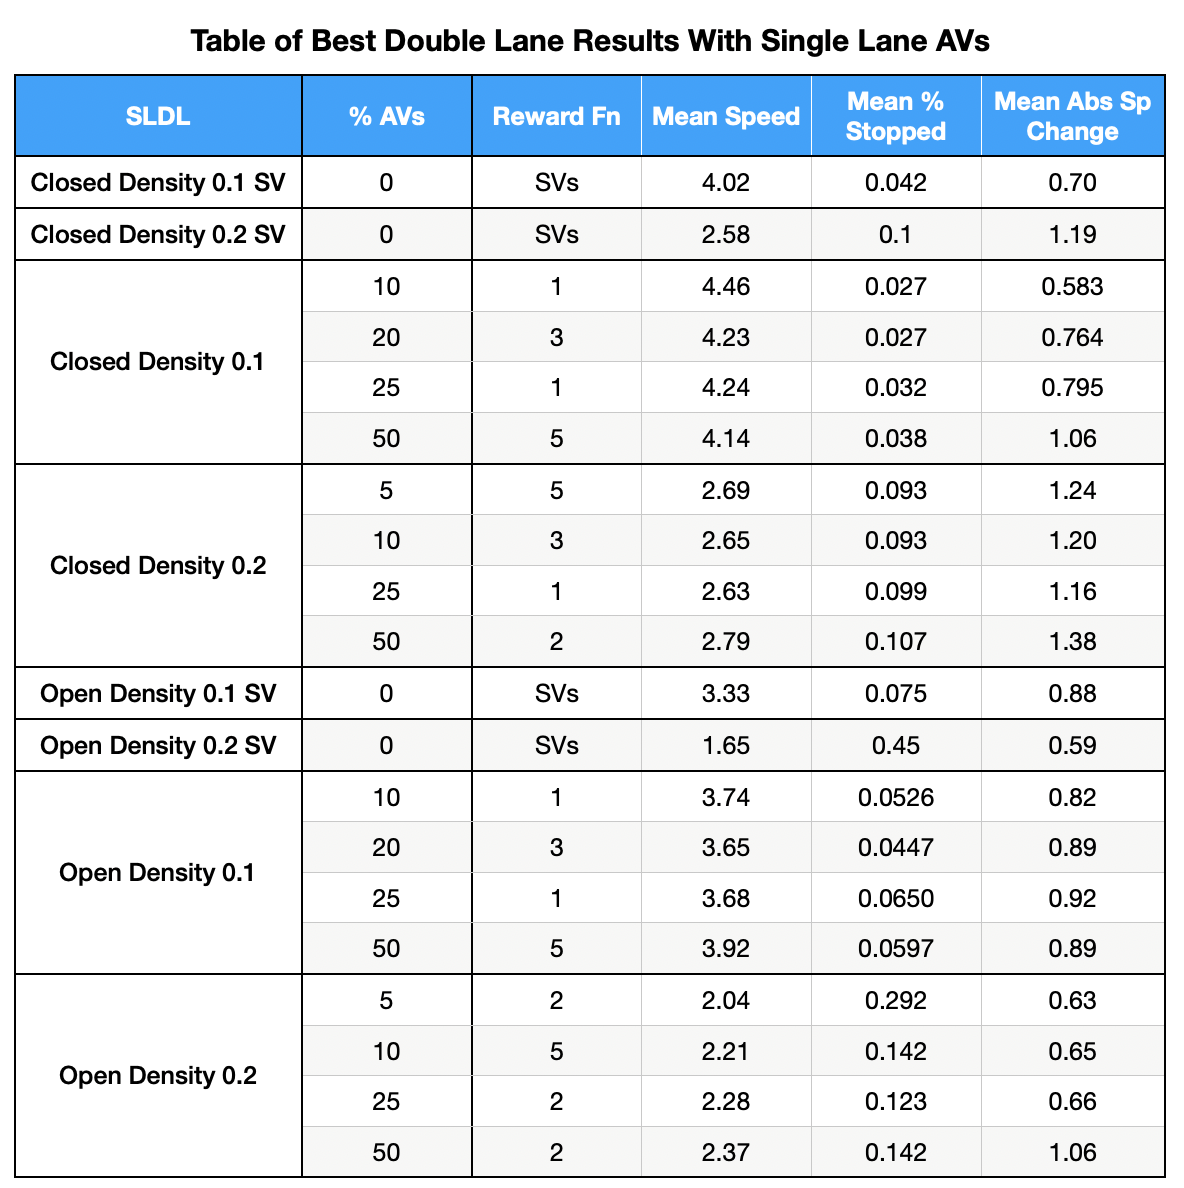 Table of Best Double Lane Results With Single Lane AVs
SLDL % AVs Reward Fn Mean Speed Mean % Stopped Mean Abs Sp Change
Closed Density 0.1 SV 0 SVs 4.02 0.042 0.70
Closed Density 0.2 SV 0 SVs 2.58 0.1 1.19
Closed Density 0.1
10 1 4.46 0.027 0.583
20 3 4.23 0.027 0.764
25 1 4.24 0.032 0.795
50 5 4.14 0.038 1.06
Closed Density 0.2
5 5 2.69 0.093 1.24
10 3 2.65 0.093 1.20
25 1 2.63 0.099 1.16
50 2 2.79 0.107 1.38
Open Density 0.1 SV 0 SVs 3.33 0.075 0.88
Open Density 0.2 SV 0 SVs 1.65 0.45 0.59
Open Density 0.1
10 1 3.74 0.0526 0.82
20 3 3.65 0.0447 0.89
25 1 3.68 0.0650 0.92
50 5 3.92 0.0597 0.89
Open Density 0.2
5 2 2.04 0.292 0.63
10 5 2.21 0.142 0.65
25 2 2.28 0.123 0.66
50 2 2.37 0.142 1.06